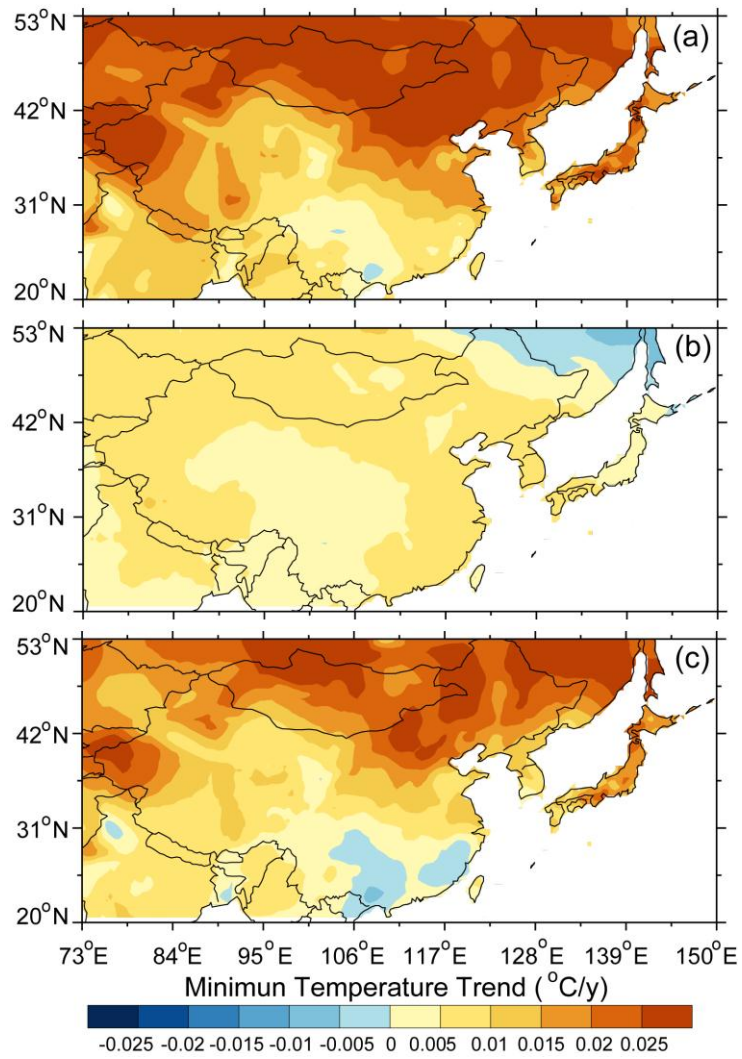 53°N
(a)
42°N
31°N
20°N
53°N
(b)
42°N
31°N
20°N
53°N
(c)
42°N
31°N
20°N
73°E 84°E 95°E 106°E 117°E 128°E 139°E 150°E
Minimun Temperature Trend (°C/y)
-0.025 -0.02 -0.015 -0.01 -0.005 0 0.005 0.01 0.015 0.02 0.025